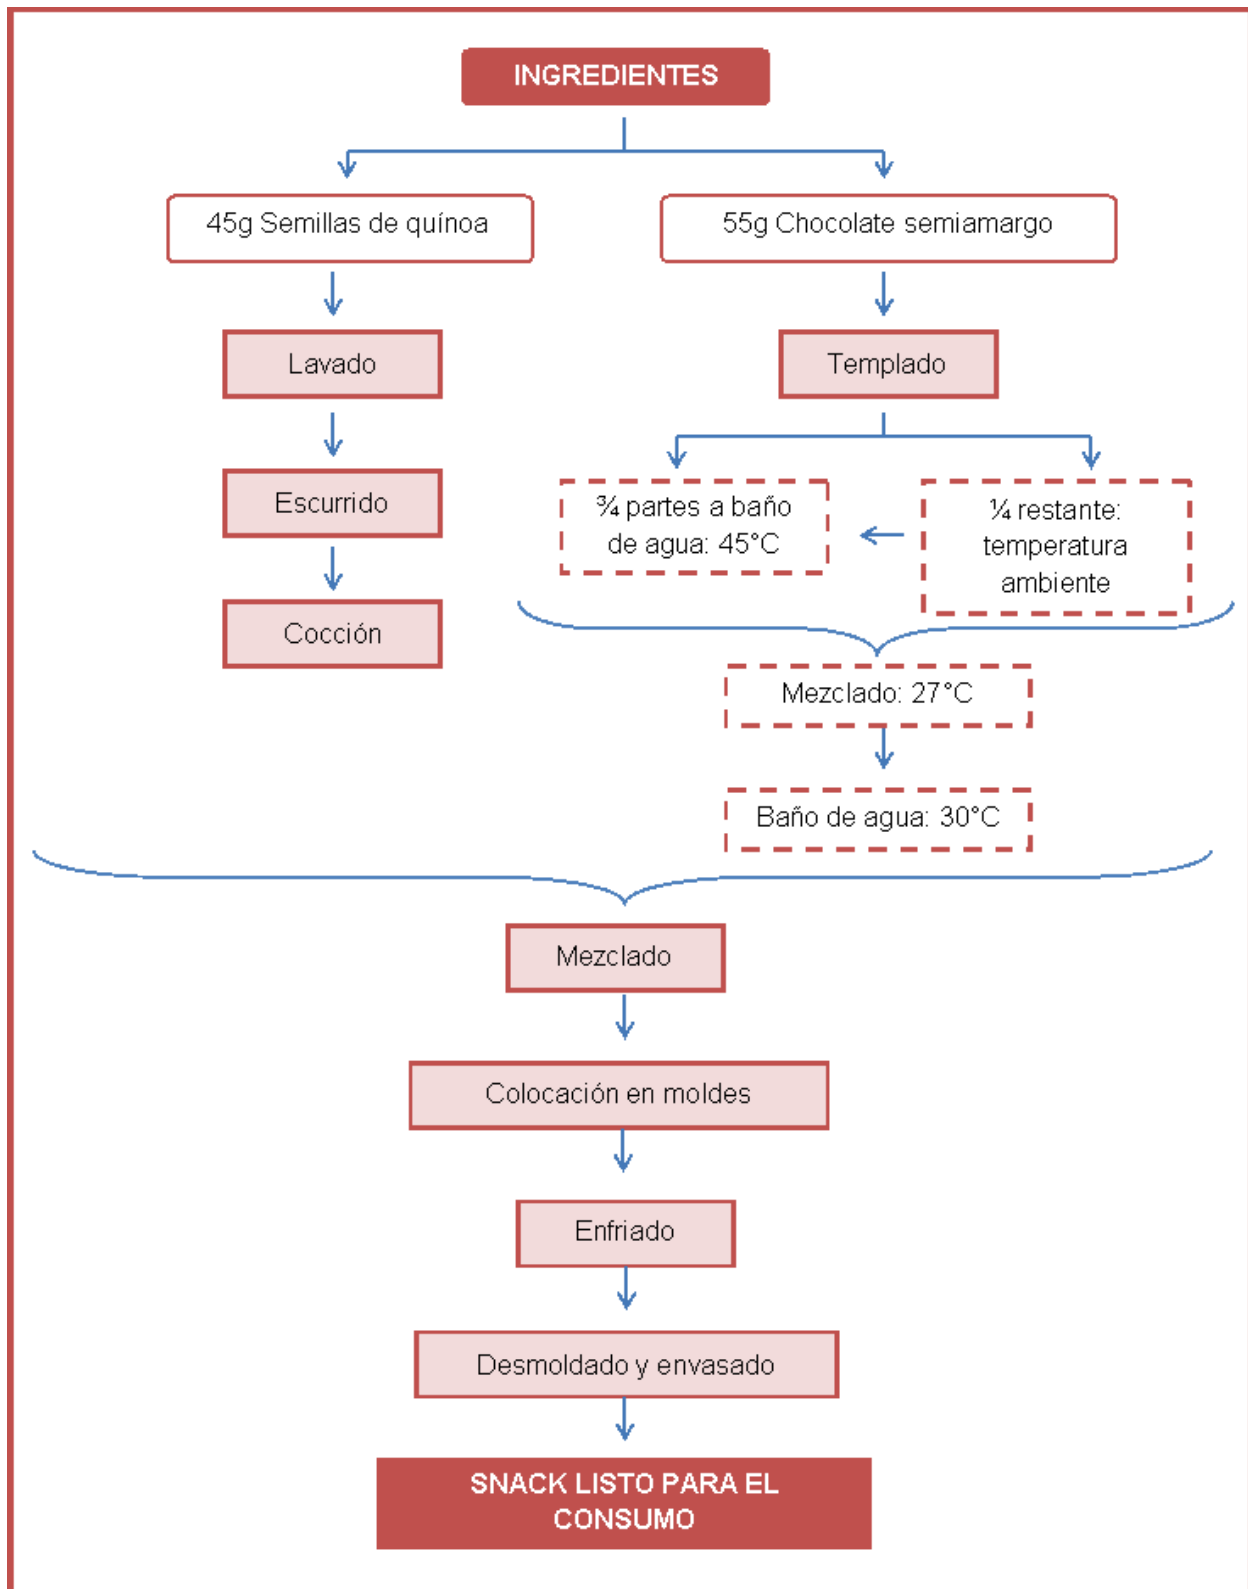 INGREDIENTES
45g Semillas de quínoa
55g Chocolate semiamargo
Lavado
Templado
Escurrido
¾ partes a baño
de agua: 45°C
¼ restante:
temperatura
ambiente
Cocción
Mezclado: 27°C
Baño de agua: 30°C
Mezclado
Colocación en moldes
Enfriado
Desmoldado y envasado
SNACK LISTO PARA EL
CONSUMO